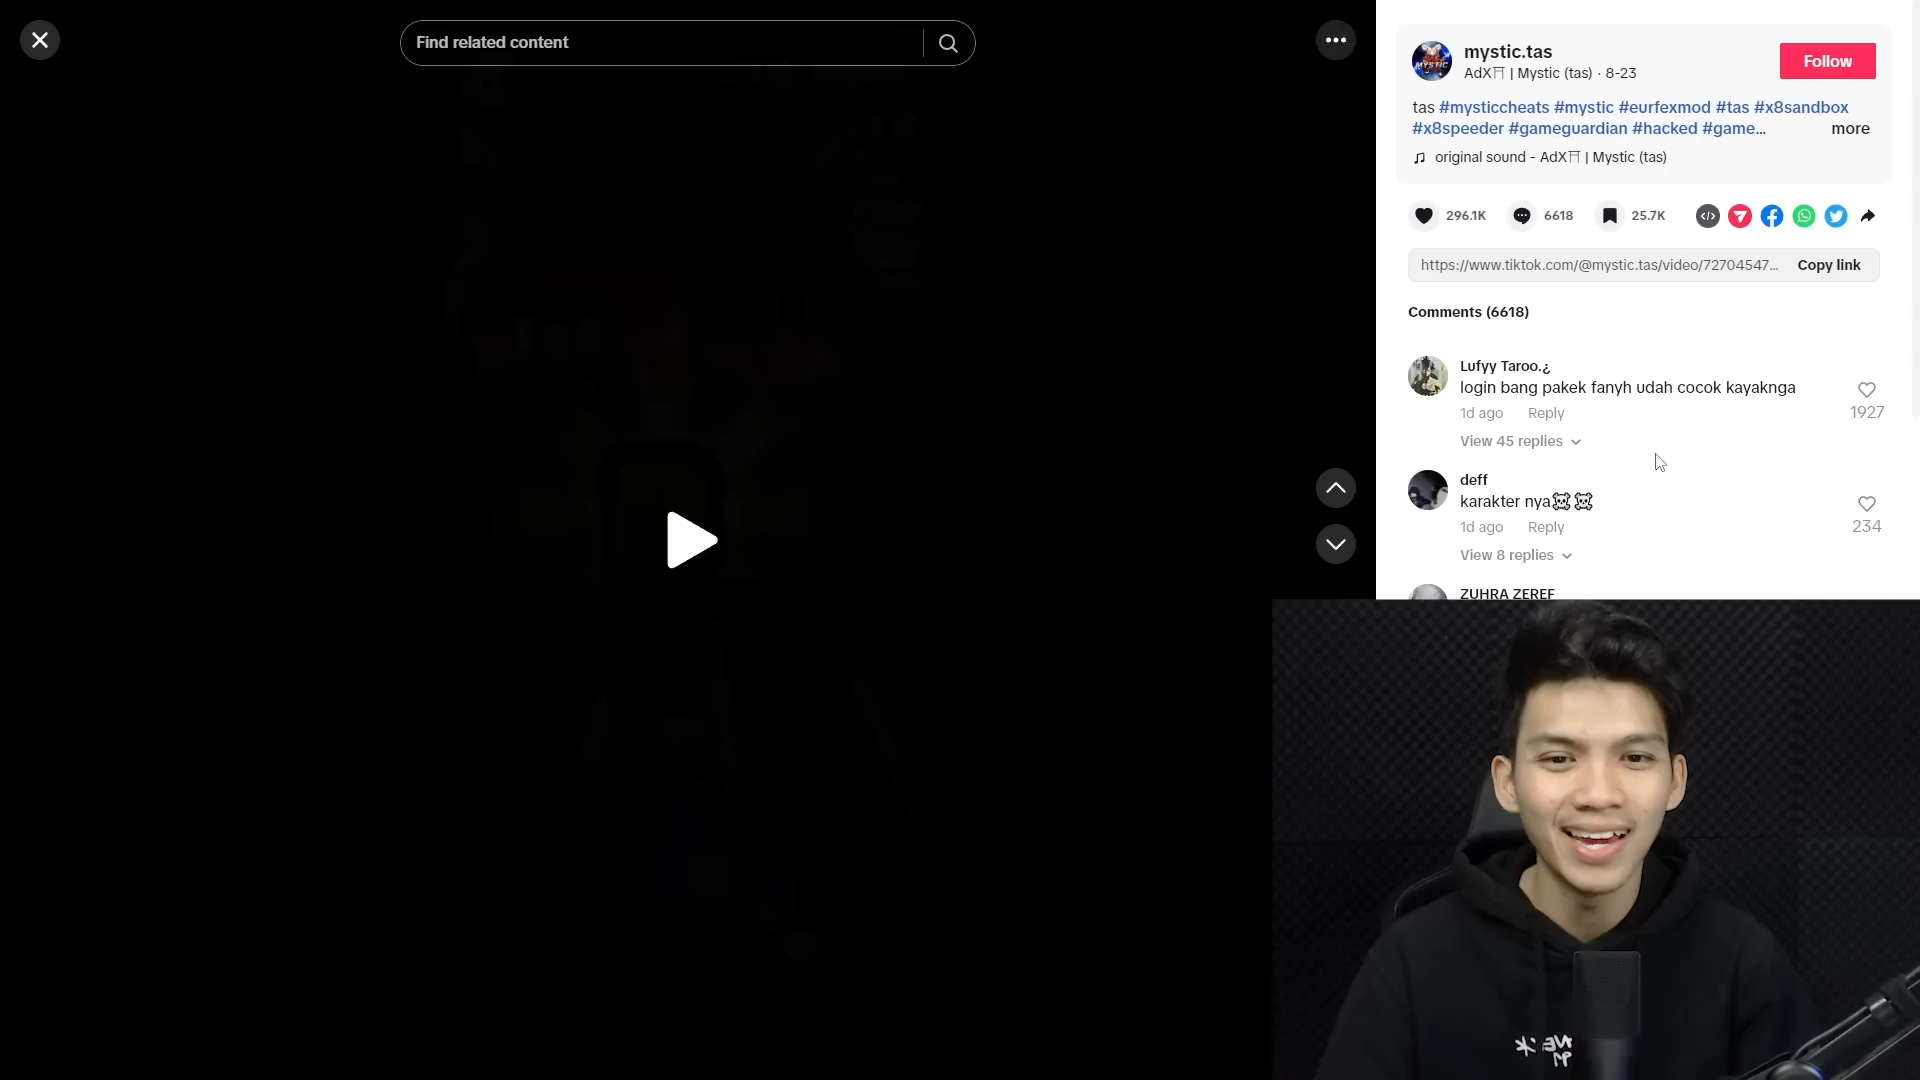 Find related content
mystic.tas
AdX⛩ | Mystic (tas) · 8-23
Follow
tas #mysticcheats #mystic #eurfexmod #tas #x8sandbox
#x8speeder #gameguardian #hacked #game... more
original sound - AdX⛩ | Mystic (tas)
296.1K 6618 25.7K
https://www.tiktok.com/@mystic.tas/video/72704547... Copy link
Comments (6618)
Lufyy Taroo.¿
login bang pakek fanyh udah cocok kayaknga
1d ago Reply
1927
View 45 replies
deff
karakter nya☠️☠️
1d ago Reply
234
View 8 replies
ZUHRA ZEREF